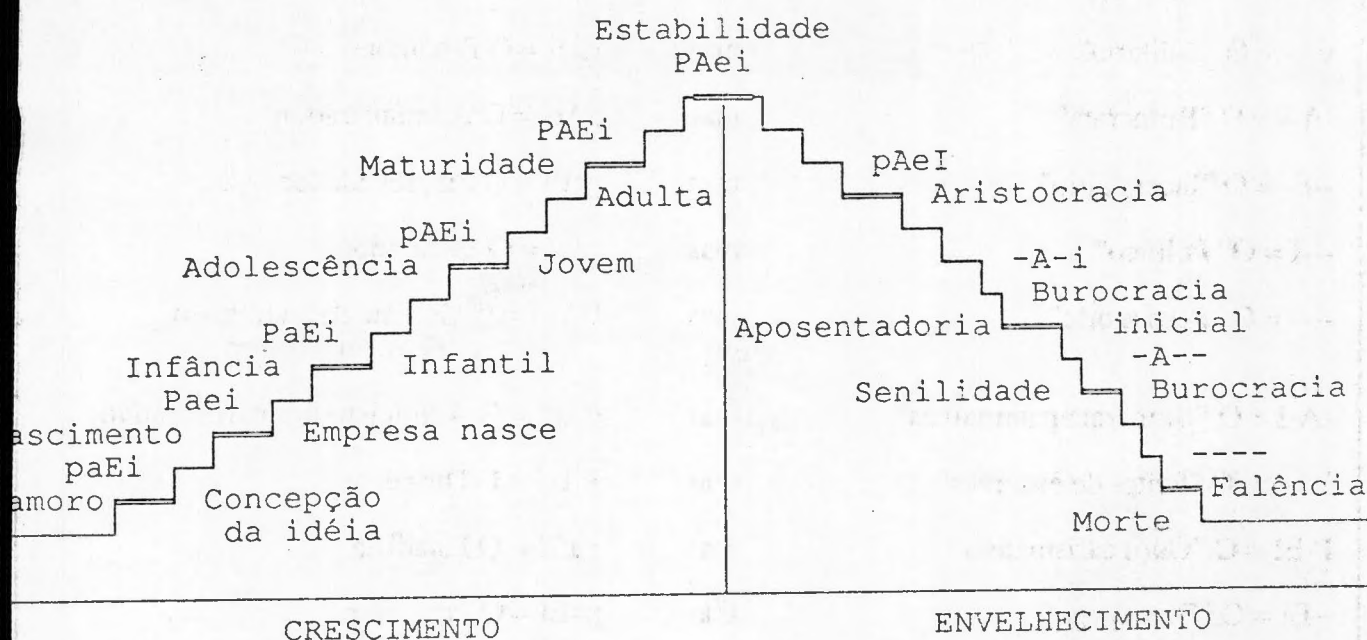 Estabilidade
PAei
PAEi
Maturidade
Adulta
pAEi
Adolescência
Jovem
PaEi
Infância
Infantil
Paei
ascimento
Empresa nasce
paEi
amoro
Concepção
da idéia
pAeI
Aristocracia
-A-i
Burocracia
Aposentadoria
inicial
-A--
Senilidade
Burocracia
----
Falência
Morte
CRESCIMENTO
ENVELHECIMENTO